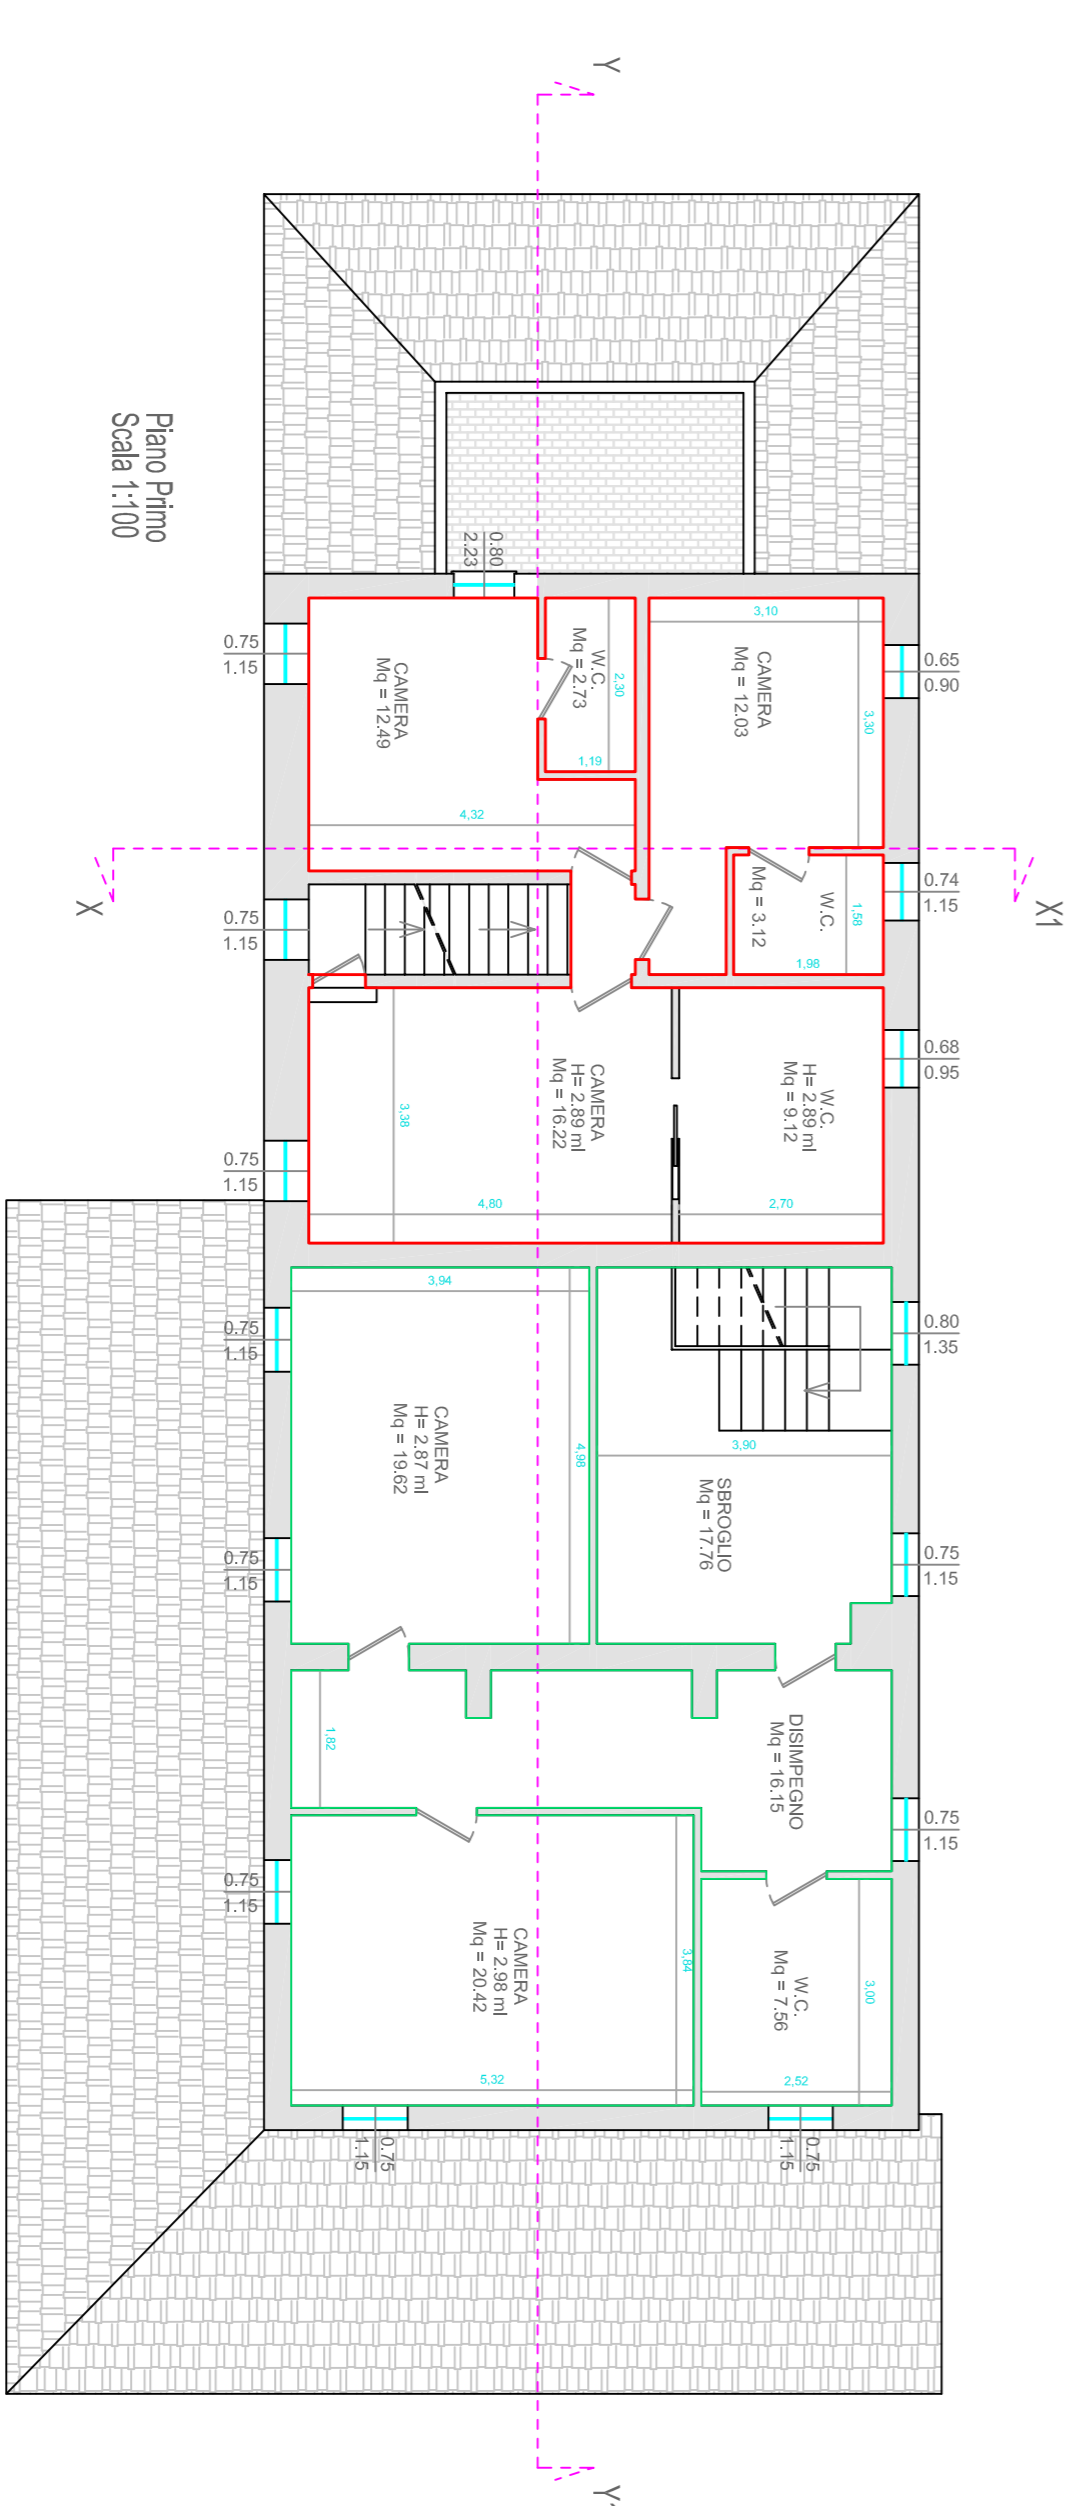 Y
Piano Primo
Scala 1:100
0.80
2.23
0.75
1.15
0.65
0.90
CAMERA
Mq = 12.49
W.C.
Mq = 2.73
2,30
1,19
4,32
CAMERA
Mq = 12.03
3,10
3,30
X
X1
0.75
1.15
0.74
1.15
W.C.
Mq = 3.12
1,58
1,98
0.68
0.95
CAMERA
H= 2.89 ml
Mq = 16.22
3,38
4,80
W.C.
H= 2.89 ml
Mq = 9.12
2,70
0.75
1.15
3,94
0.75
1.15
0.80
1.35
CAMERA
H= 2.87 ml
Mq = 19.62
4,98
3,90
SBROGLIO
Mq = 17.76
0.75
1.15
0.75
1.15
1,82
DISIMPEGNO
Mq = 16.15
0.75
1.15
0.75
1.15
CAMERA
H= 2.98 ml
Mq = 20.42
3,84
5,32
W.C.
Mq = 7.56
3,00
2,52
0.75
1.15
0.75
1.15